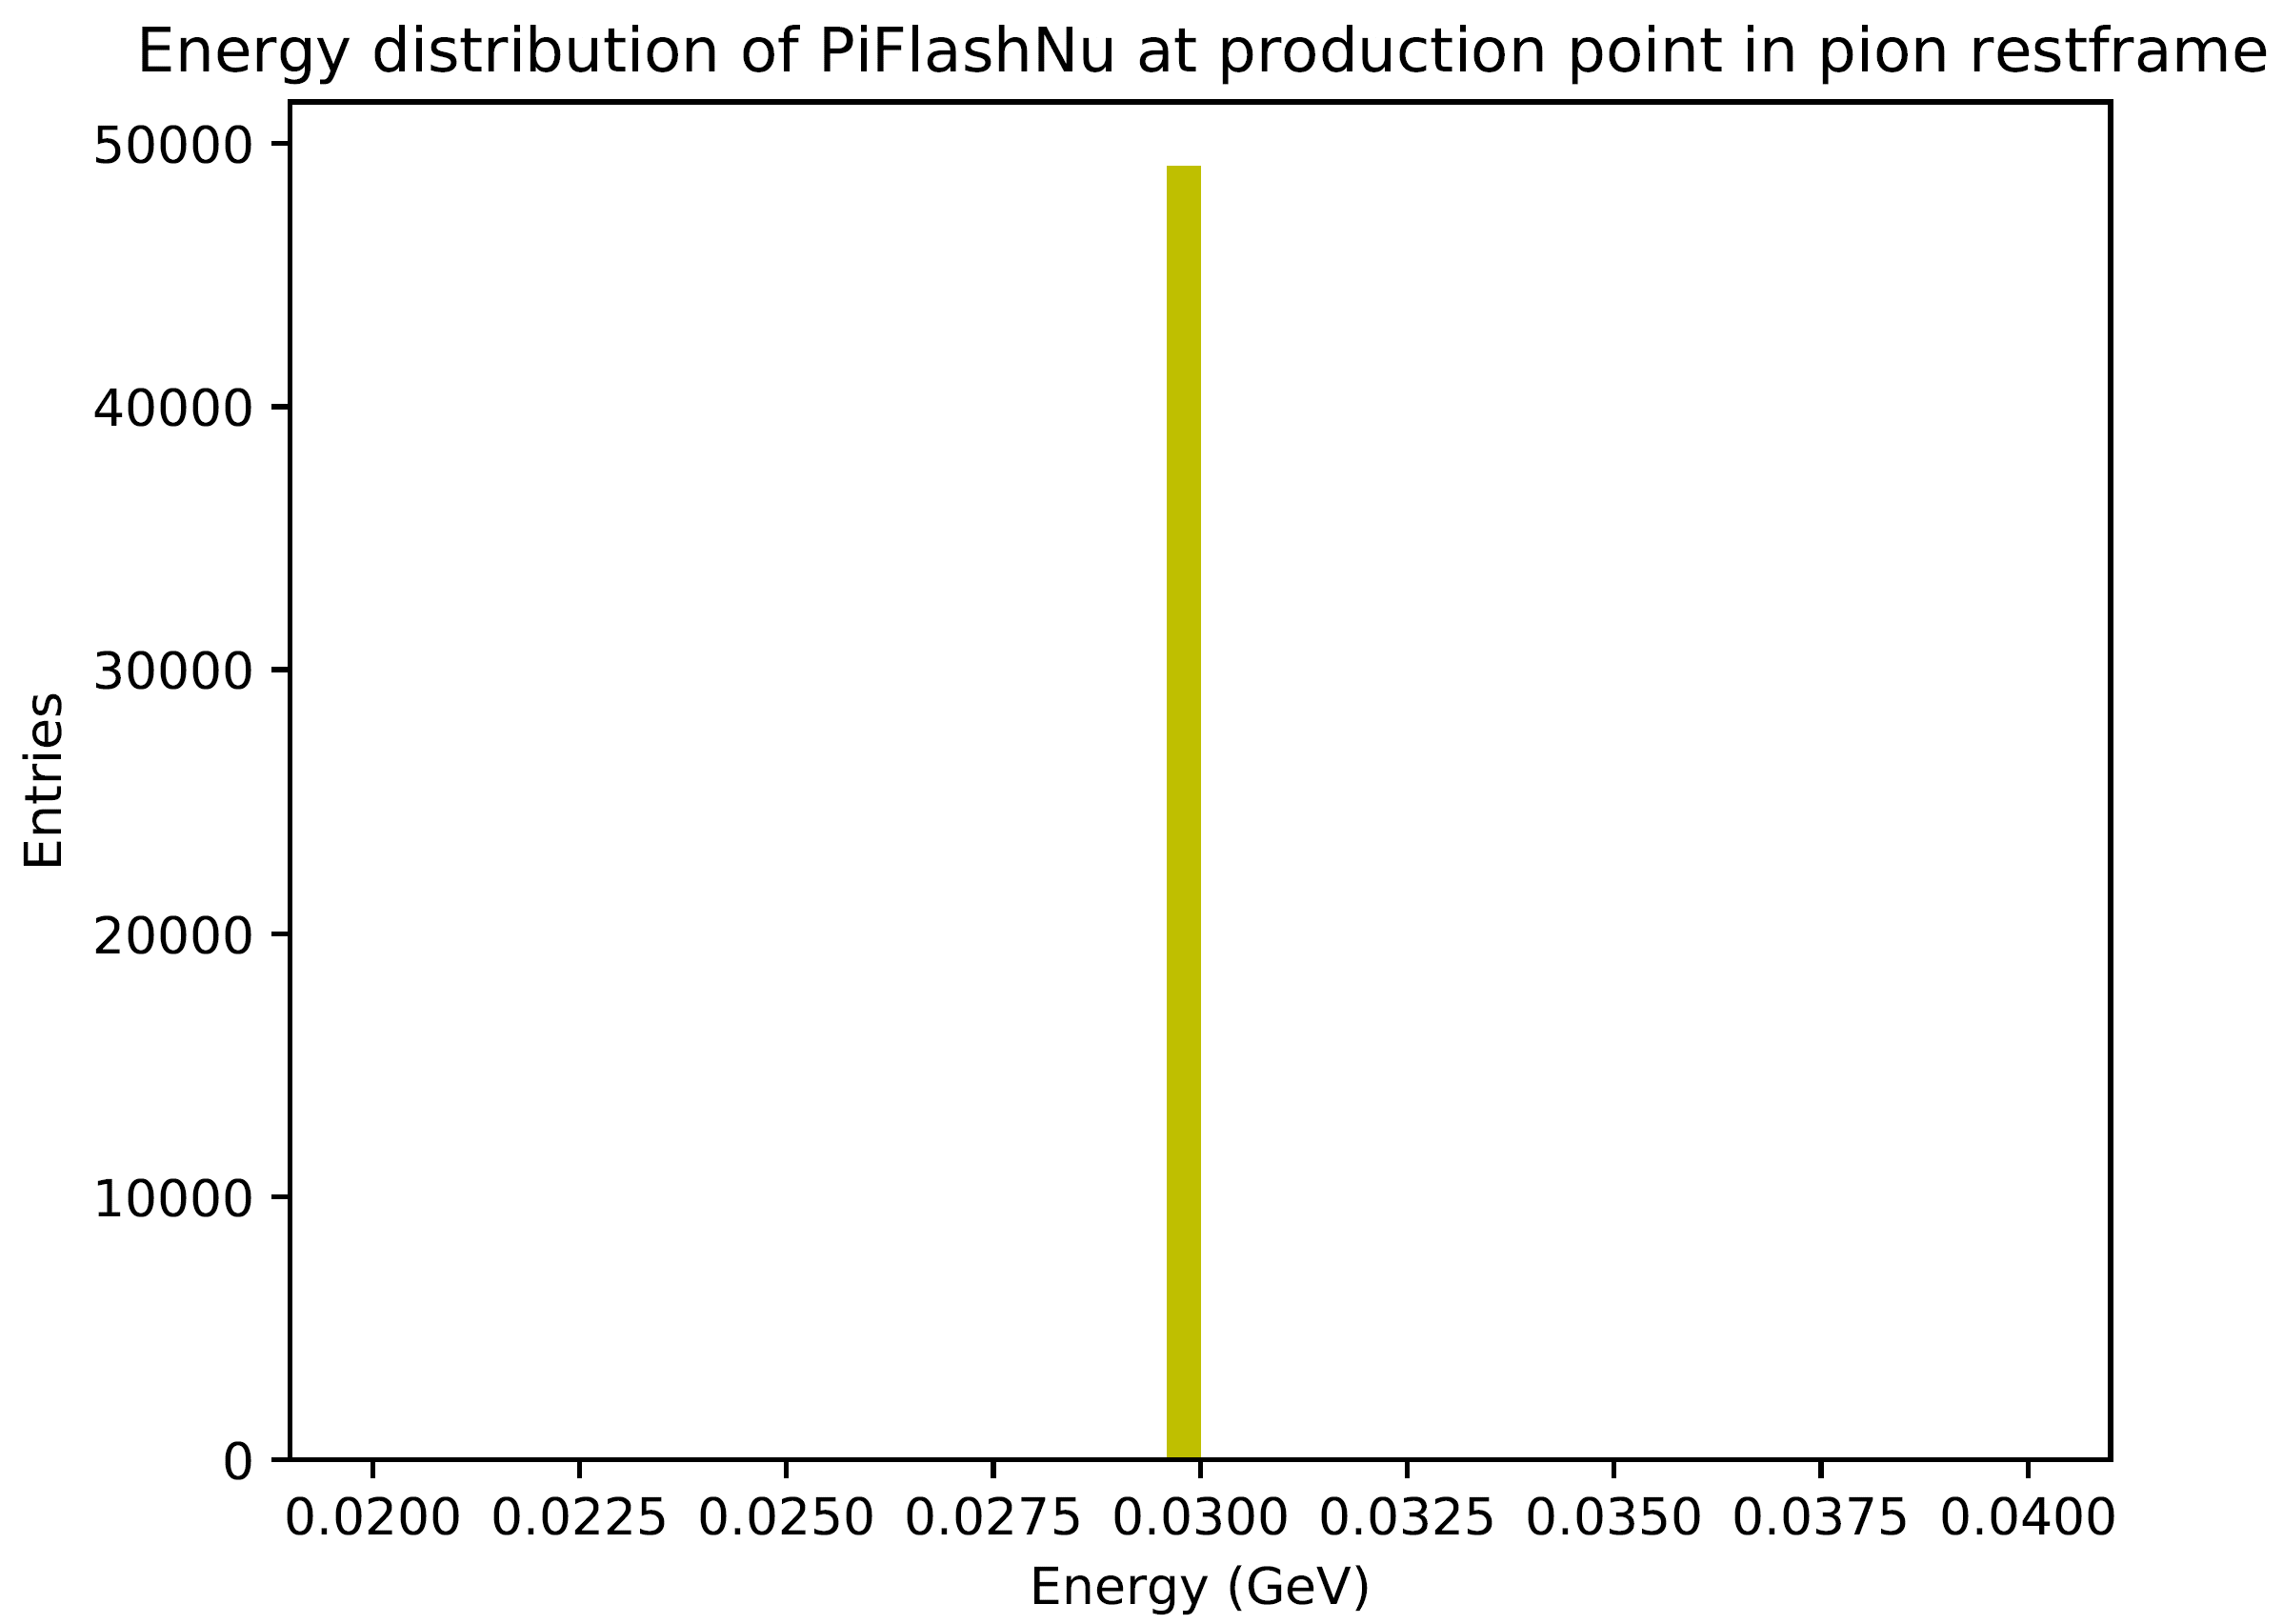 Energy distribution of PiFlashNu at production point in pion restframe
50000
40000
30000
20000
10000
0
Entries
0.0200 0.0225 0.0250 0.0275 0.0300 0.0325 0.0350 0.0375 0.0400
Energy (GeV)